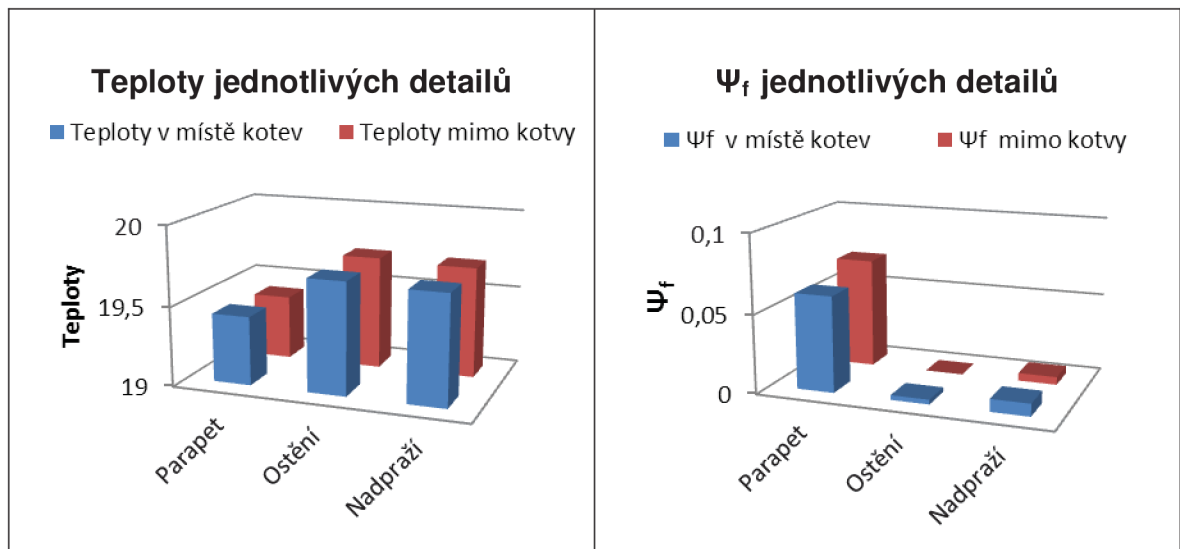 Teploty jednotlivých detailů
Teploty v místě kotev
Teploty mimo kotvy
20
19,5
19
Teploty
Parapet
Ostění
Nadpraží
Ψf jednotlivých detailů
Ψf v místě kotev
Ψf mimo kotvy
0,1
0,05
0
Ψf
Parapet
Ostění
Nadpraží